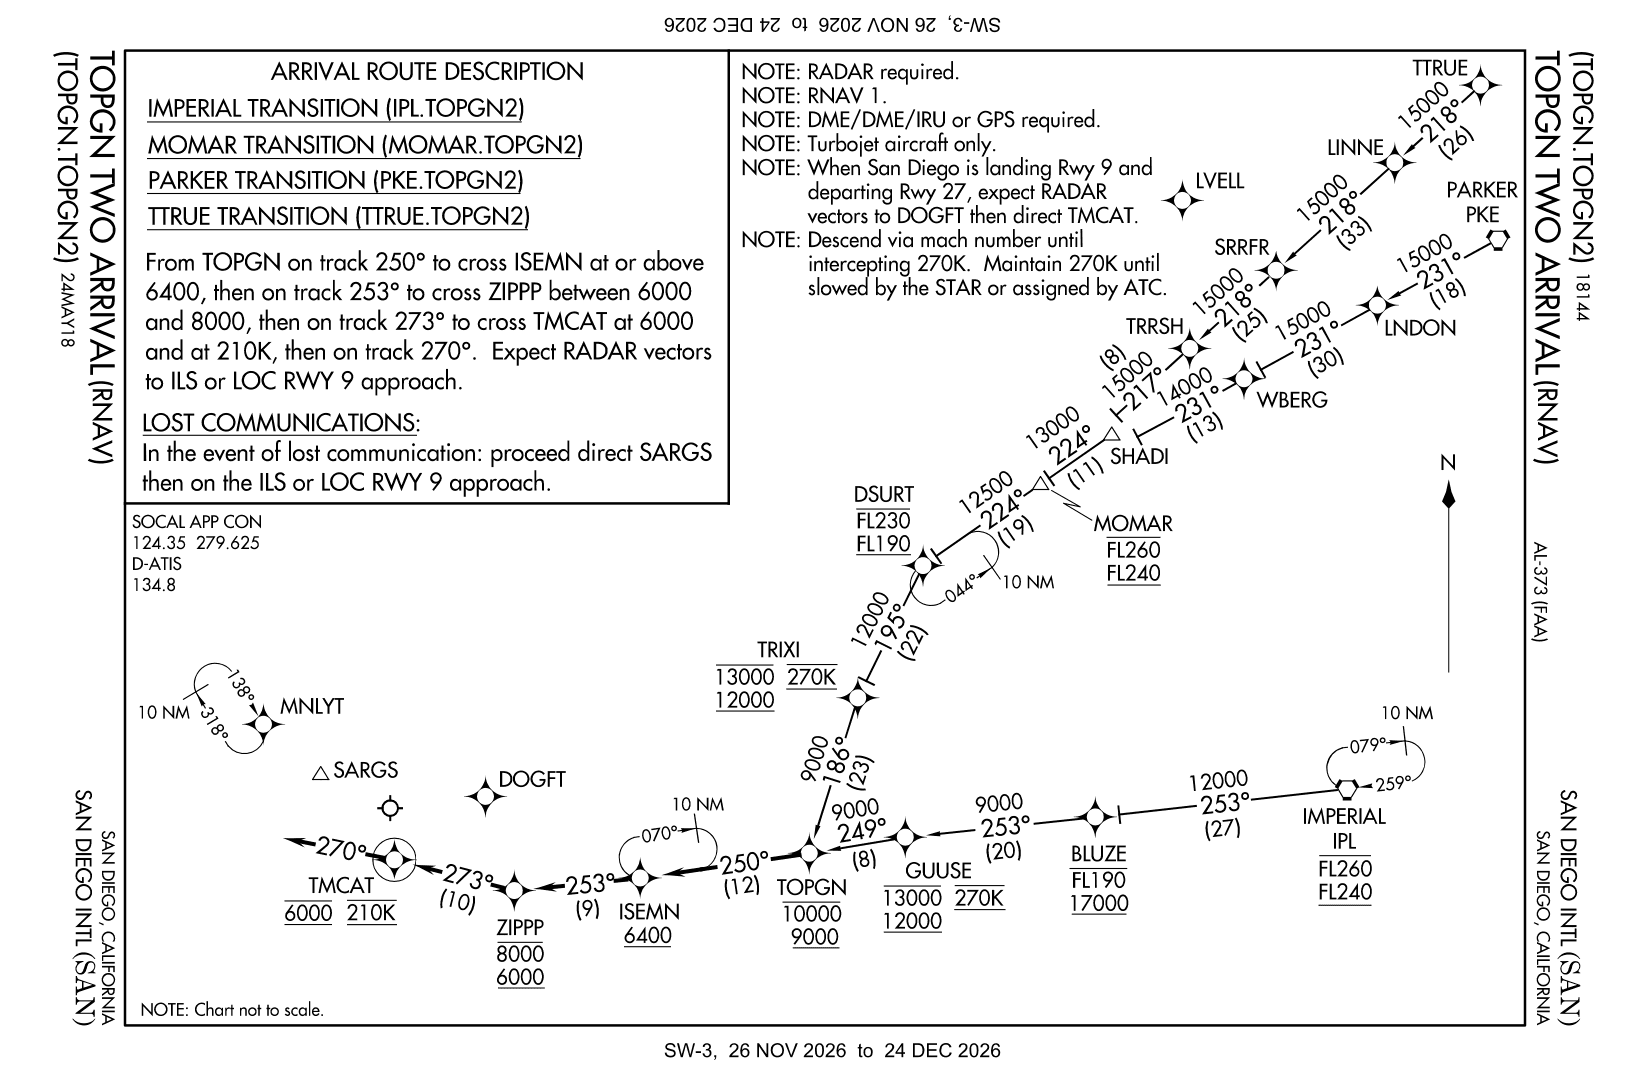 SW-3, 26 NOV 2026 to 24 DEC 2026
TOPGN TWO ARRIVAL (RNAV)
(TOPGN.TOPGN2) 24MAY18
SAN DIEGO, CALIFORNIA
SAN DIEGO INTL (SAN)
ARRIVAL ROUTE DESCRIPTION
IMPERIAL TRANSITION (IPL.TOPGN2)
MOMAR TRANSITION (MOMAR.TOPGN2)
PARKER TRANSITION (PKE.TOPGN2)
TTRUE TRANSITION (TTRUE.TOPGN2)
From TOPGN on track 250° to cross ISEMN at or above
6400, then on track 253° to cross ZIPPP between 6000
and 8000, then on track 273° to cross TMCAT at 6000
and at 210K, then on track 270°. Expect RADAR vectors
to ILS or LOC RWY 9 approach.
LOST COMMUNICATIONS:
In the event of lost communication: proceed direct SARGS
then on the ILS or LOC RWY 9 approach.
SOCAL APP CON
124.35 279.625
D-ATIS
134.8
NOTE: RADAR required.
NOTE: RNAV 1.
NOTE: DME/DME/IRU or GPS required.
NOTE: Turbojet aircraft only.
NOTE: When San Diego is landing Rwy 9 and
departing Rwy 27, expect RADAR
vectors to DOGFT then direct TMCAT.
NOTE: Descend via mach number until
intercepting 270K. Maintain 270K until
slowed by the STAR or assigned by ATC.
TTRUE
15000
218°
(26)
LINNE
15000
218°
(33)
LVELL
SRRFR
15000
218°
(25)
TRRSH
(8)
15000
217°
PARKER
PKE
15000
231°
(18)
LNDON
15000
231°
(30)
WBERG
14000
231°
(13)
SHADI
13000
224°
(11)
MOMAR
FL260
FL240
12500
224°
(19)
DSURT
FL230
FL190
044°
10 NM
12000
195°
(22)
TRIXI
13000 270K
12000
9000
186°
(23)
N
10 NM
138°
318°
MNLYT
SARGS
DOGFT
270°
TMCAT
6000 210K
273°
(10)
ZIPPP
8000
6000
253°
(9)
ISEMN
6400
10 NM
070°
250°
(12)
TOPGN
10000
9000
9000
249°
(8)
GUUSE
13000 270K
12000
9000
253°
(20)
BLUZE
FL190
17000
12000
253°
(27)
10 NM
079°
259°
IMPERIAL
IPL
FL260
FL240
NOTE: Chart not to scale.
(TOPGN.TOPGN2) 18144
TOPGN TWO ARRIVAL (RNAV)
AL-373 (FAA)
SAN DIEGO INTL (SAN)
SAN DIEGO, CAILFORNIA
SW-3, 26 NOV 2026 to 24 DEC 2026